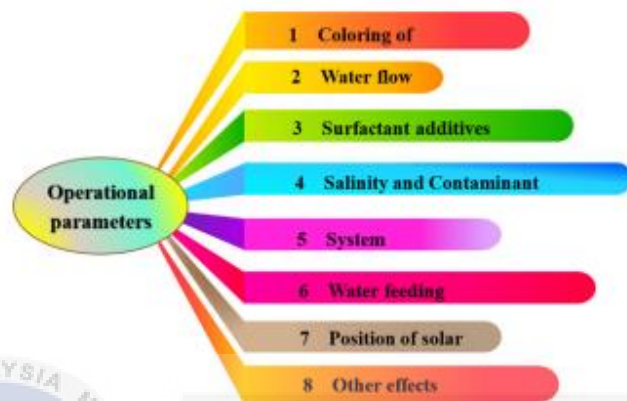 1 Coloring of
2 Water flow
3 Surfactant additives
Operational
parameters
4 Salinity and Contaminant
5 System
6 Water feeding
7 Position of solar
8 Other effects
YSIA